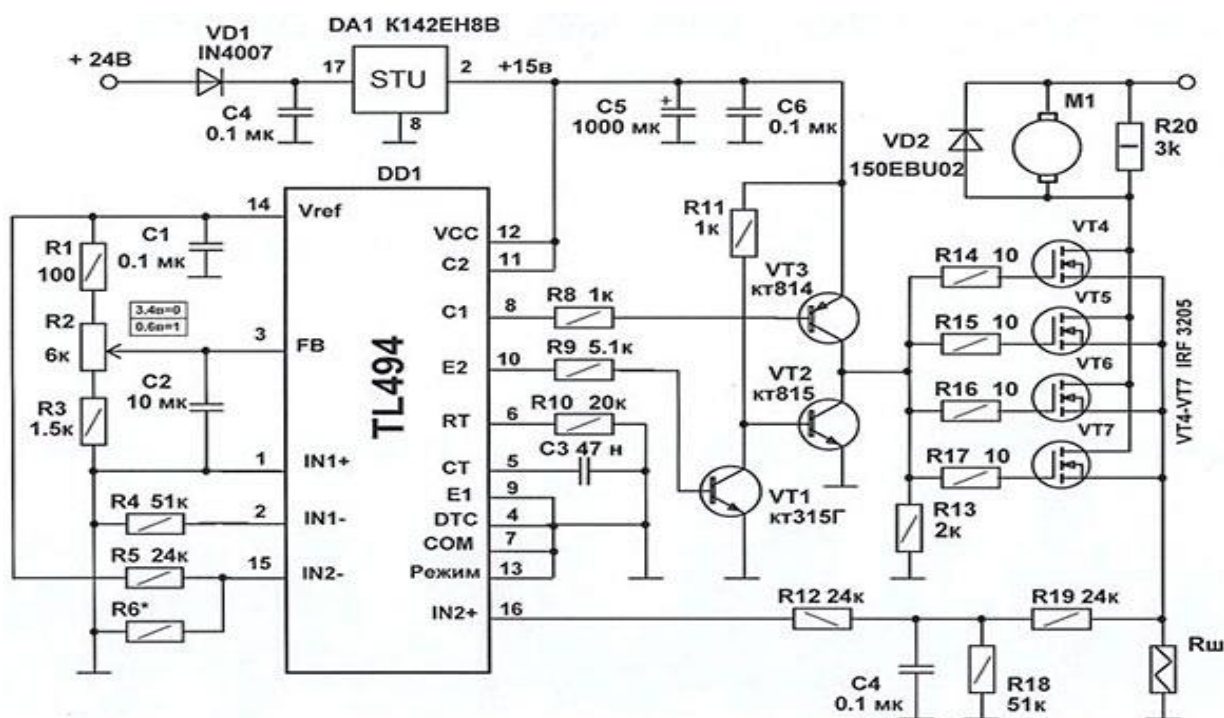 DA1 К142ЕН8В
VD1
IN4007
+ 24В
17
STU
2
+15в
8
C4
0.1 мк
C5
1000 мк
+
C6
0.1 мк
VD2
150EBU02
M1
R20
3k
DD1
TL494
14
Vref
R1
100
C1
0.1 мк
R2
6к
3.4в=0
0.6в=1
3
FB
C2
10 мк
R3
1.5к
1
IN1+
R4 51к
2
IN1-
R5 24к
15
IN2-
R6*
VCC
12
C2
11
C1
8
E2
10
RT
6
CT
5
E1
9
DTC
4
COM
7
Режим
13
IN2+
16
R8 1к
R9 5.1к
R10 20к
C3 47 н
R11
1к
VT3
кт814
VT2
кт815
VT1
кт315Г
R14 10
VT4
R15 10
VT5
R16 10
VT6
R17 10
VT7
VT4-VT7 IRF 3205
R13
2к
R12 24к
R19 24к
C4
0.1 мк
R18
51к
Rш